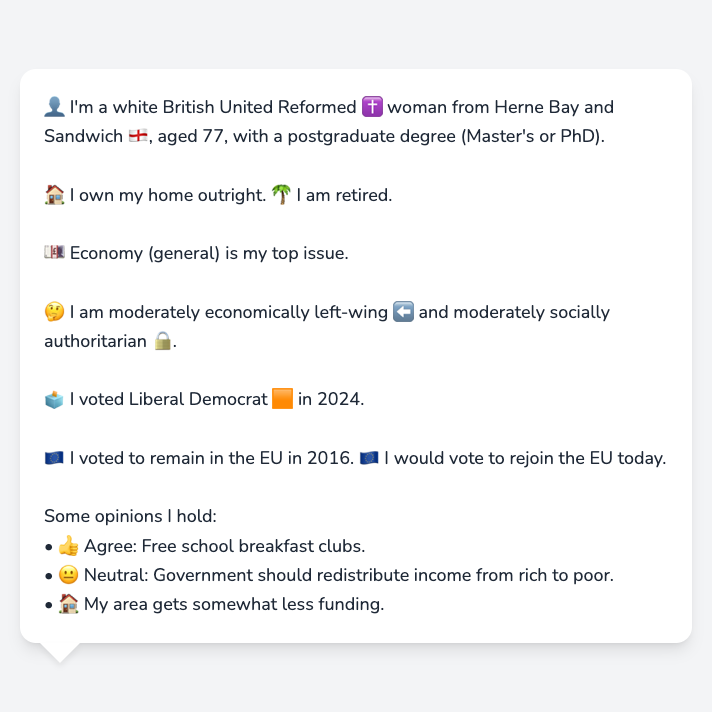 👤 I'm a white British United Reformed ✝️ woman from Herne Bay and
Sandwich 🏴󠁧󠁢󠁥󠁮󠁧󠁿, aged 77, with a postgraduate degree (Master's or PhD).
🏠 I own my home outright. 🌴 I am retired.
💷 Economy (general) is my top issue.
🤔 I am moderately economically left-wing ⬅️ and moderately socially
authoritarian 🔒.
🗳️ I voted Liberal Democrat 🟧 in 2024.
🇪🇺 I voted to remain in the EU in 2016. 🇪🇺 I would vote to rejoin the EU today.
Some opinions I hold:
• 👍 Agree: Free school breakfast clubs.
• 😐 Neutral: Government should redistribute income from rich to poor.
• 🏠 My area gets somewhat less funding.